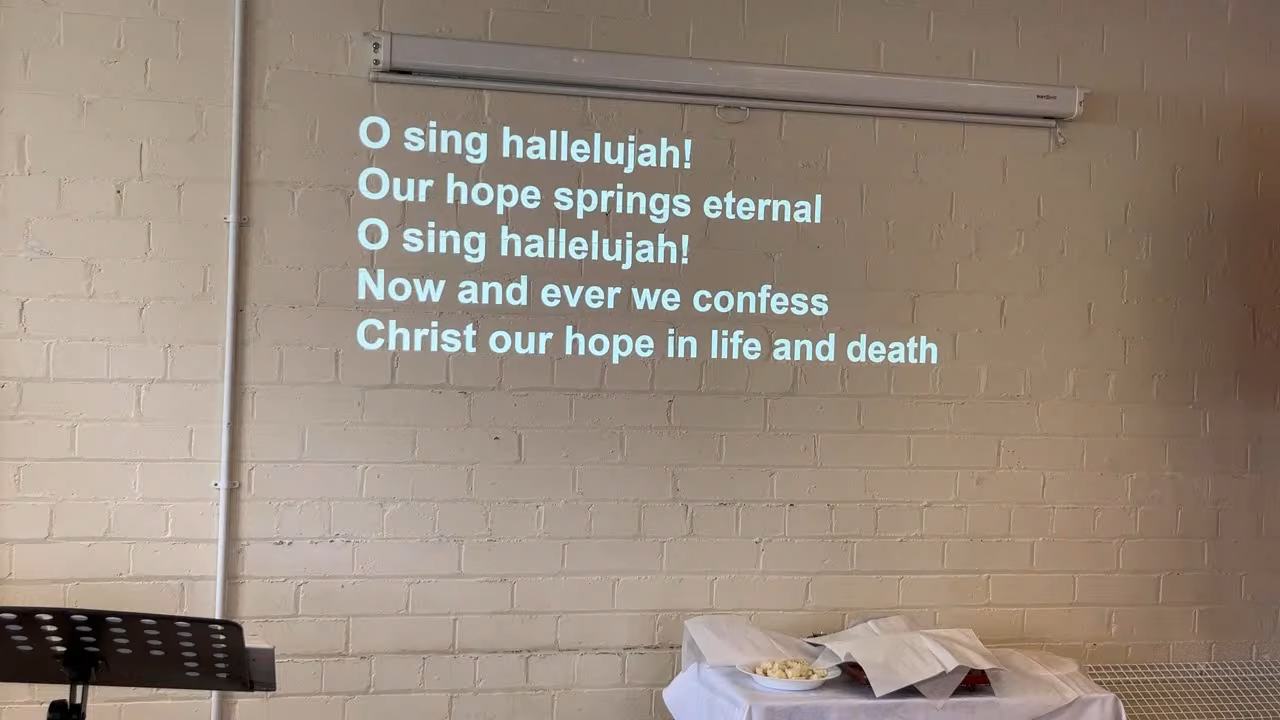 O sing hallelujah!
Our hope springs eternal
O sing hallelujah!
Now and ever we confess
Christ our hope in life and death